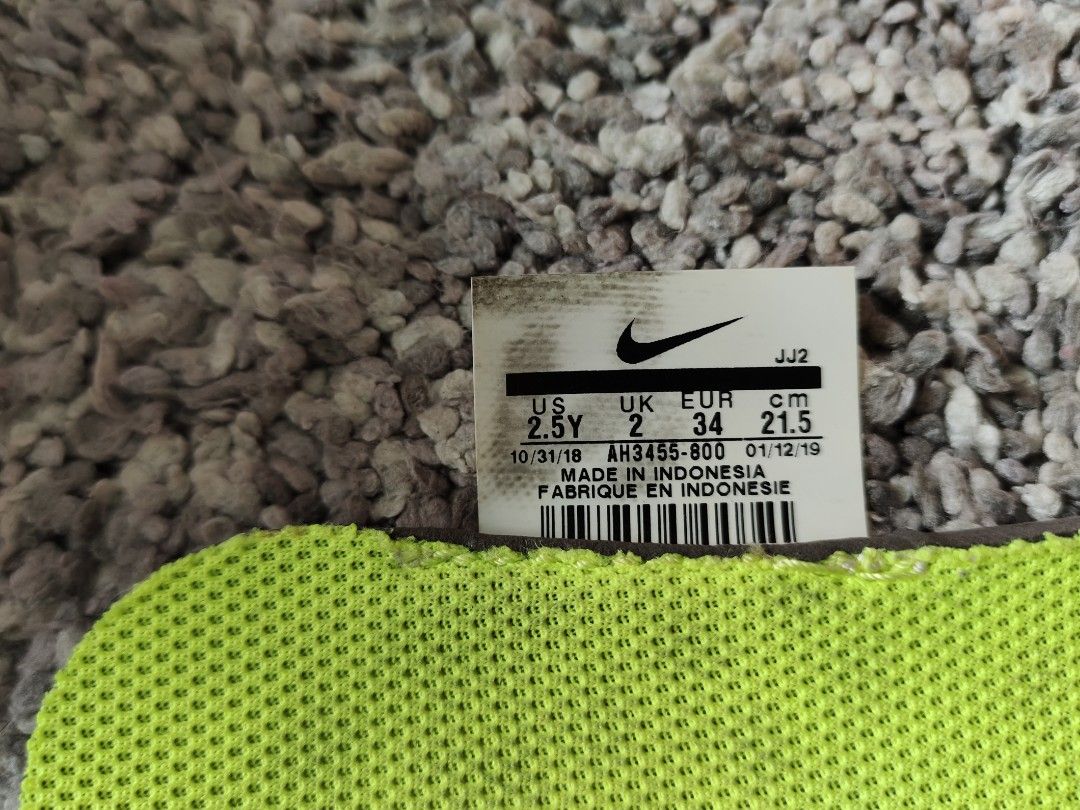 JJ2
US UK EUR cm
2.5Y 2 34 21.5
10/31/18 AH3455-800 01/12/19
MADE IN INDONESIA
FABRIQUE EN INDONESIE